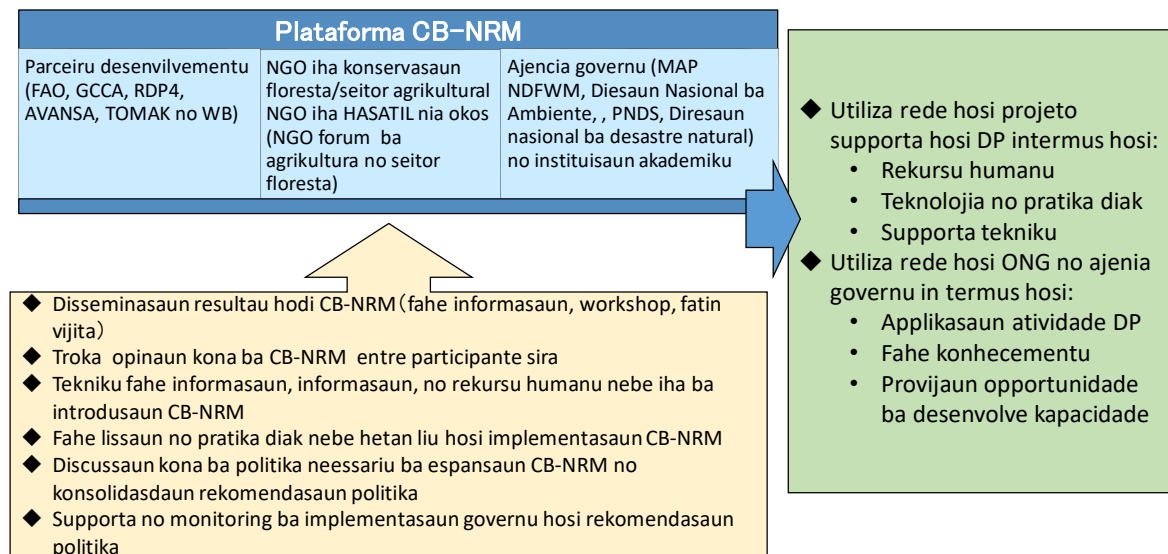 Plataforma CB-NRM
Parceiru desenvilvementu
(FAO, GCCA, RDP4,
AVANSA, TOMAK no WB)
NGO iha konservasaun
floresta/seitor agrikultural
NGO iha HASATIL nia okos
(NGO forum ba
agrikultura no seitor
floresta)
Ajencia governu (MAP
NDFWM, Diesaun Nasional ba
Ambiente, , PNDS, Diresaun
nasional ba desastre natural)
no instituisaun akademiku
◆ Utiliza rede hosi projeto
supporta hosi DP intermus hosi:
• Rekursu humanu
• Teknolojia no pratika diak
• Supporta tekniku
◆ Utiliza rede hosi ONG no ajenia
governu in termus hosi:
• Applikasaun atividade DP
• Fahe konhecementu
• Provijaun opportunidade
ba desenvolve kapacidade
◆ Disseminasaun resultau hodi CB-NRM（fahe informasaun, workshop, fatin
vijita）
◆ Troka opinaun kona ba CB-NRM entre participante sira
◆ Tekniku fahe informasaun, informasaun, no rekursu humanu nebe iha ba
introdusaun CB-NRM
◆ Fahe lissaun no pratika diak nebe hetan liu hosi implementasaun CB-NRM
◆ Discussaun kona ba politika neessariu ba espansaun CB-NRM no
konsolidasdaun rekomendasaun politika
◆ Supporta no monitoring ba implementasaun governu hosi rekomendasaun
politika